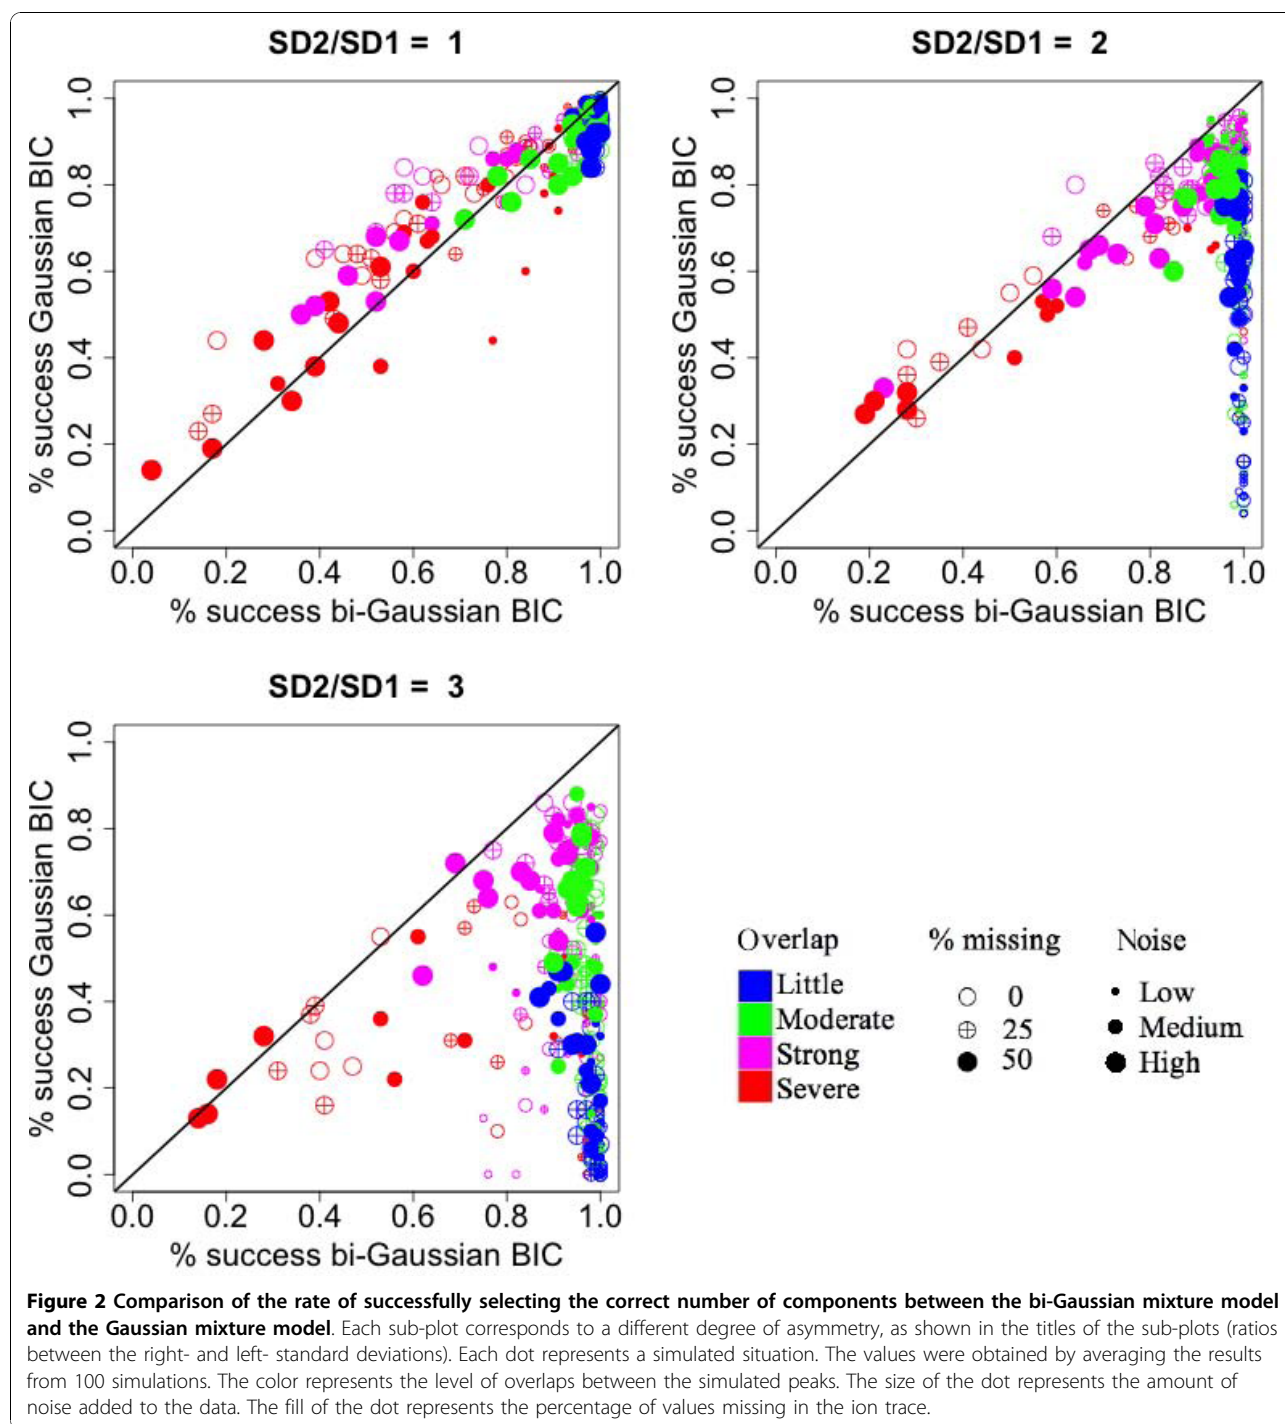 SD2/SD1 = 1
% success Gaussian BIC
1.0
0.8
0.6
0.4
0.2
0.0
0.0 0.2 0.4 0.6 0.8 1.0
% success bi-Gaussian BIC
SD2/SD1 = 2
% success Gaussian BIC
1.0
0.8
0.6
0.4
0.2
0.0
0.0 0.2 0.4 0.6 0.8 1.0
% success bi-Gaussian BIC
SD2/SD1 = 3
% success Gaussian BIC
1.0
0.8
0.6
0.4
0.2
0.0
0.0 0.2 0.4 0.6 0.8 1.0
% success bi-Gaussian BIC
Overlap
Little
Moderate
Strong
Severe
% missing
0
25
50
Noise
Low
Medium
High
Figure 2 Comparison of the rate of successfully selecting the correct number of components between the bi-Gaussian mixture model
and the Gaussian mixture model. Each sub-plot corresponds to a different degree of asymmetry, as shown in the titles of the sub-plots (ratios
between the right- and left- standard deviations). Each dot represents a simulated situation. The values were obtained by averaging the results
from 100 simulations. The color represents the level of overlaps between the simulated peaks. The size of the dot represents the amount of
noise added to the data. The fill of the dot represents the percentage of values missing in the ion trace.